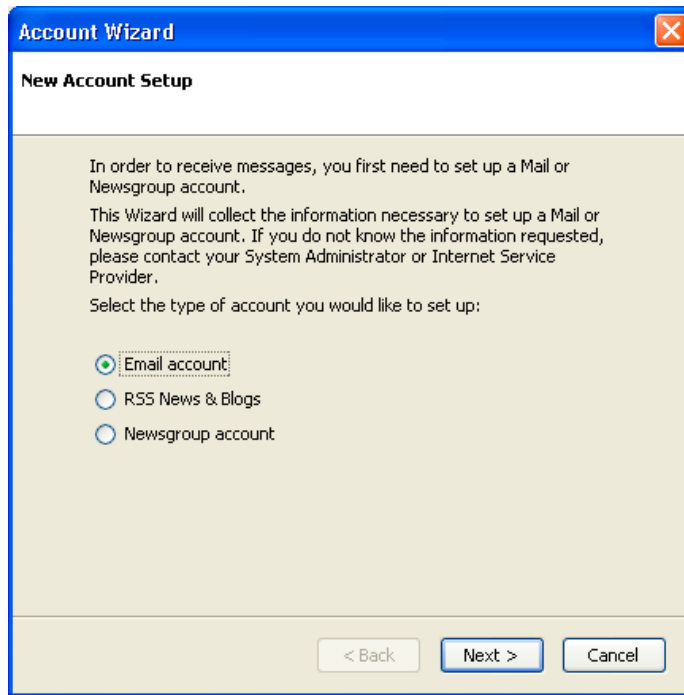 Account Wizard
New Account Setup
In order to receive messages, you first need to set up a Mail or
Newsgroup account.
This Wizard will collect the information necessary to set up a Mail or
Newsgroup account. If you do not know the information requested,
please contact your System Administrator or Internet Service
Provider.
Select the type of account you would like to set up:
Email account
RSS News & Blogs
Newsgroup account
< Back Next > Cancel